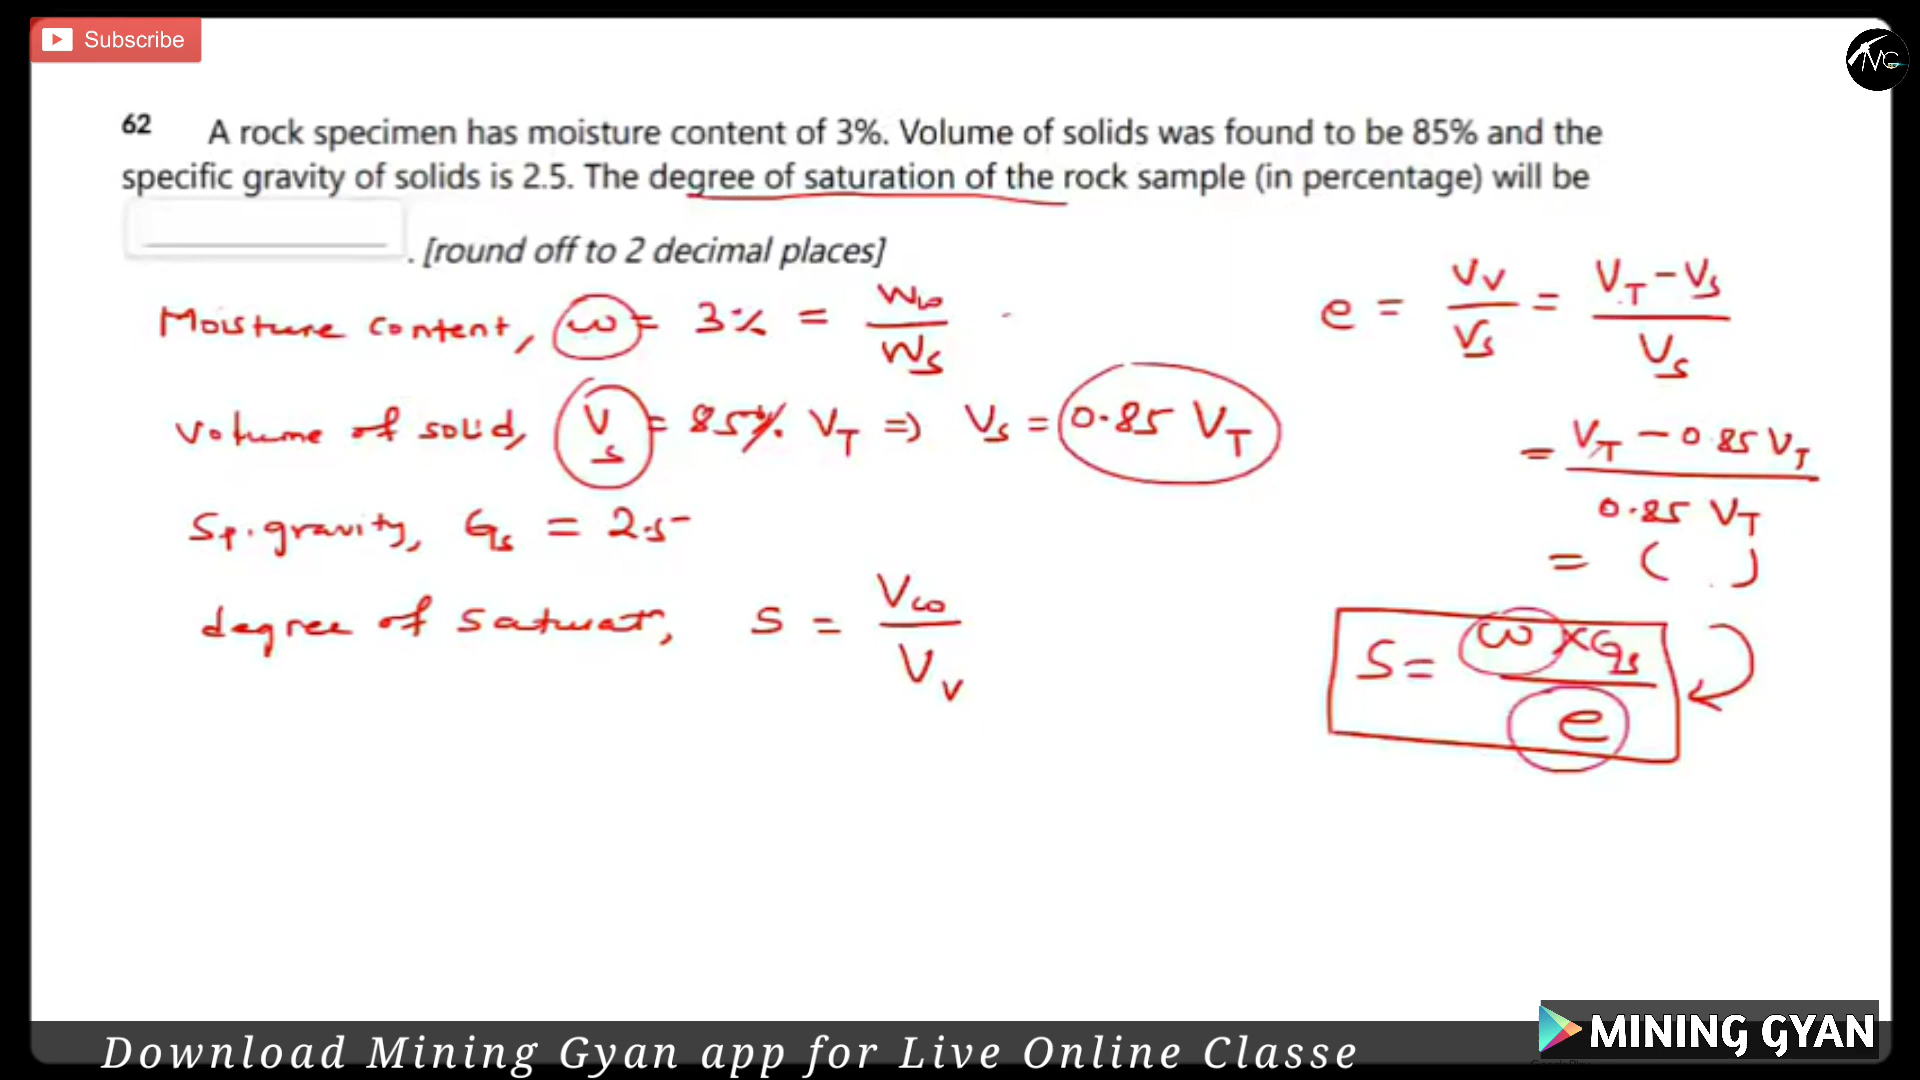 Subscribe
NG
62 A rock specimen has moisture content of 3%. Volume of solids was found to be 85% and the
specific gravity of solids is 2.5. The degree of saturation of the rock sample (in percentage) will be
__________. [round off to 2 decimal places]
Moisture content, ω = 3% = Ww/Ws
Volume of solid, Vs = 85% VT ⇒ Vs = 0.85 VT
Sp. gravity, Gs = 2.5
degree of saturatn, S = Vw/Vv
e = Vv/Vs = (VT - Vs)/Vs
= (VT - 0.85 VT)/(0.85 VT)
= ( )
S = ω×Gs/e
Download Mining Gyan app for Live Online Classe
MINING GYAN